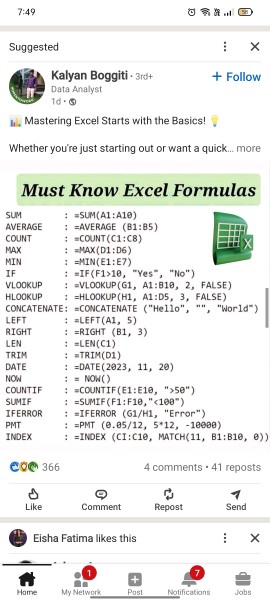 7:49
Suggested
Kalyan Boggiti • 3rd+
+ Follow
Data Analyst
1d •
📊 Mastering Excel Starts with the Basics! 💡
Whether you're just starting out or want a quick... more
Must Know Excel Formulas
SUM : =SUM(A1:A10)
AVERAGE : =AVERAGE (B1:B5)
COUNT : =COUNT(C1:C8)
MAX : =MAX(D1:D6)
MIN : =MIN(E1:E7)
IF : =IF(F1>10, "Yes", "No")
VLOOKUP : =VLOOKUP(G1, A1:B10, 2, FALSE)
HLOOKUP : =HLOOKUP(H1, A1:D5, 3, FALSE)
CONCATENATE: =CONCATENATE ("Hello", "", "World")
LEFT : =LEFT(A1, 5)
RIGHT : =RIGHT (B1, 3)
LEN : =LEN(C1)
TRIM : =TRIM(D1)
DATE : =DATE(2023, 11, 20)
NOW : = NOW()
COUNTIF : =COUNTIF(E1:E10, ">50")
SUMIF : =SUMIF(F1:F10,"<100")
IFERROR : =IFERROR (G1/H1, "Error")
PMT : =PMT (0.05/12, 5*12, -10000)
INDEX : =INDEX (CI:C10, MATCH(11, B1:B10, 0))
X
366
4 comments • 41 reposts
Like Comment Repost Send
Eisha Fatima likes this
1 7
Home My Network Post Notifications Jobs